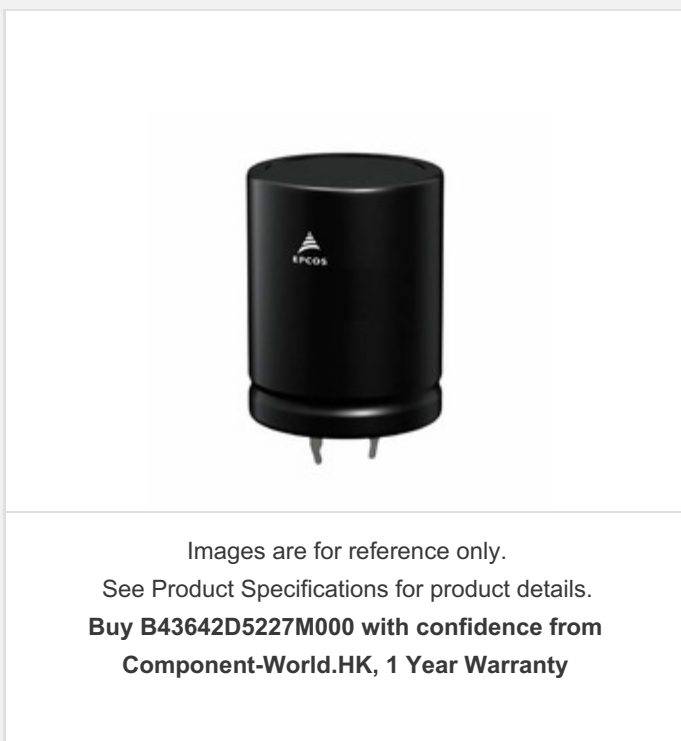 EPCOS
Images are for reference only.
See Product Specifications for product details.
Buy B43642D5227M000 with confidence from
Component-World.HK, 1 Year Warranty